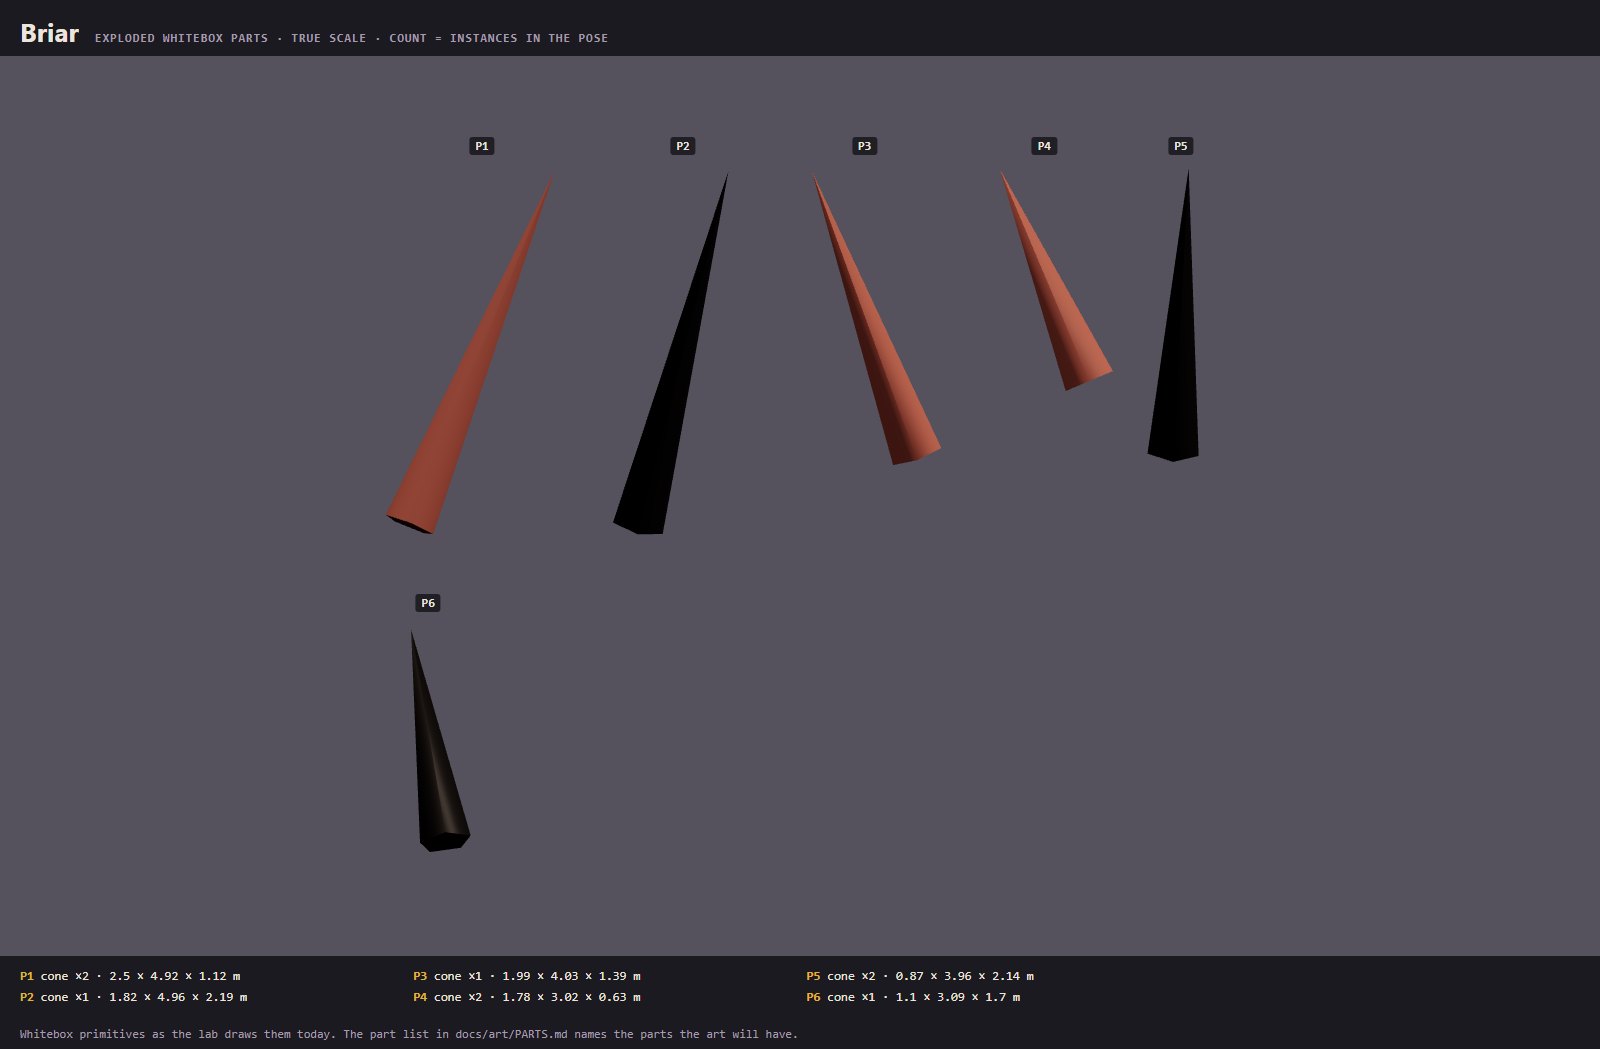 Briar EXPLODED WHITEBOX PARTS · TRUE SCALE · COUNT = INSTANCES IN THE POSE
P1 P2 P3 P4 P5
P6
P1 cone ×2 · 2.5 x 4.92 x 1.12 m
P2 cone ×1 · 1.82 x 4.96 x 2.19 m
P3 cone ×1 · 1.99 x 4.03 x 1.39 m
P4 cone ×2 · 1.78 x 3.02 x 0.63 m
P5 cone ×2 · 0.87 x 3.96 x 2.14 m
P6 cone ×1 · 1.1 x 3.09 x 1.7 m
Whitebox primitives as the lab draws them today. The part list in docs/art/PARTS.md names the parts the art will have.